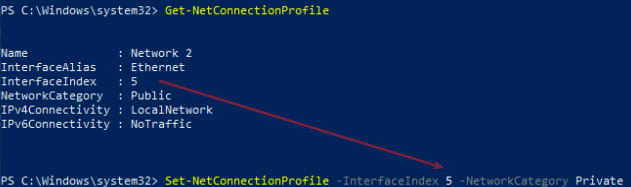 PS C:\Windows\system32> Get-NetConnectionProfile
Name             : Network 2
InterfaceAlias   : Ethernet
InterfaceIndex   : 5
NetworkCategory  : Public
IPv4Connectivity : LocalNetwork
IPv6Connectivity : NoTraffic
PS C:\Windows\system32> Set-NetConnectionProfile -InterfaceIndex 5 -NetworkCategory Private